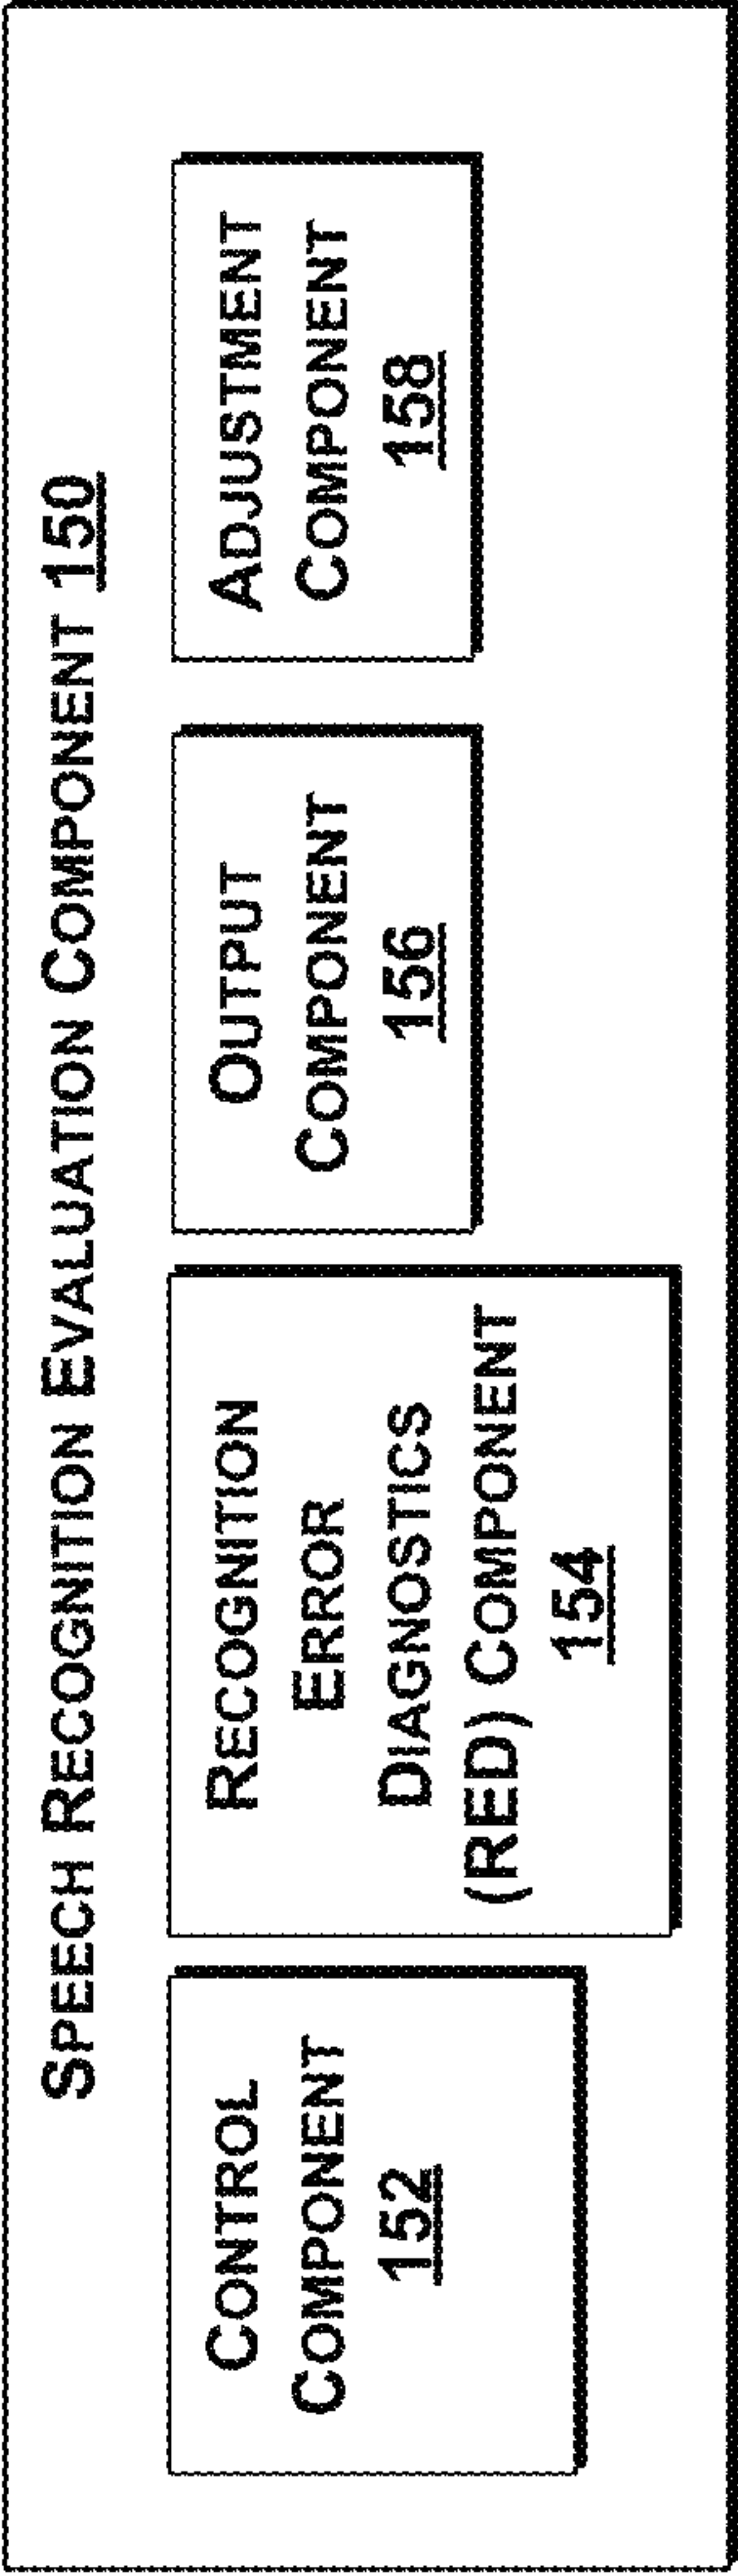 SPEECH RECOGNITION EVALUATION COMPONENT 150
CONTROL
COMPONENT
152
RECOGNITION
ERROR
DIAGNOSTICS
(RED) COMPONENT
154
OUTPUT
COMPONENT
156
ADJUSTMENT
COMPONENT
158